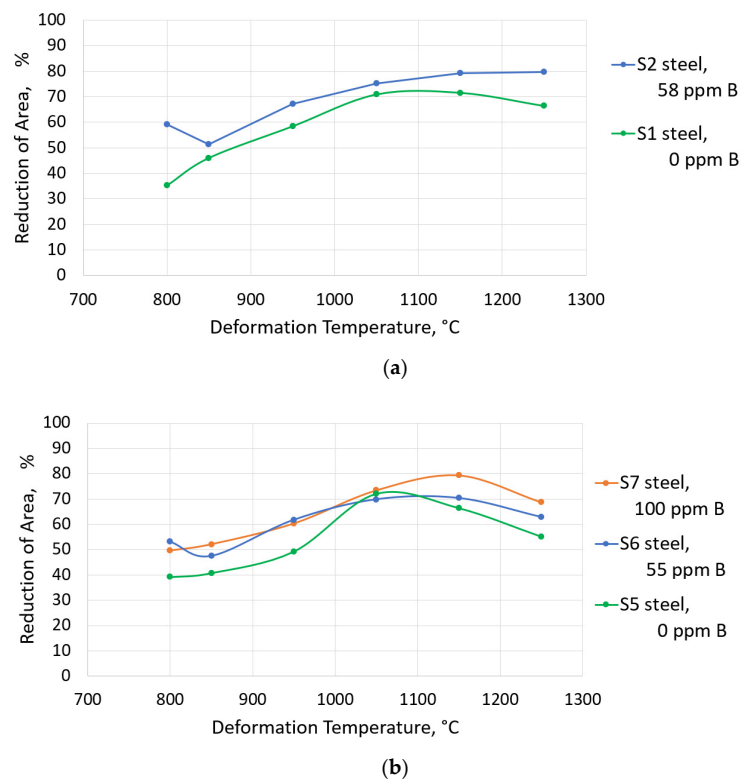 100
90
80
70
60
50
40
30
20
10
0
Reduction of Area, %
700 800 900 1000 1100 1200 1300
Deformation Temperature, °C
S2 steel,
58 ppm B
S1 steel,
0 ppm B
(a)
100
90
80
70
60
50
40
30
20
10
0
Reduction of Area, %
700 800 900 1000 1100 1200 1300
Deformation Temperature, °C
S7 steel,
100 ppm B
S6 steel,
55 ppm B
S5 steel,
0 ppm B
(b)